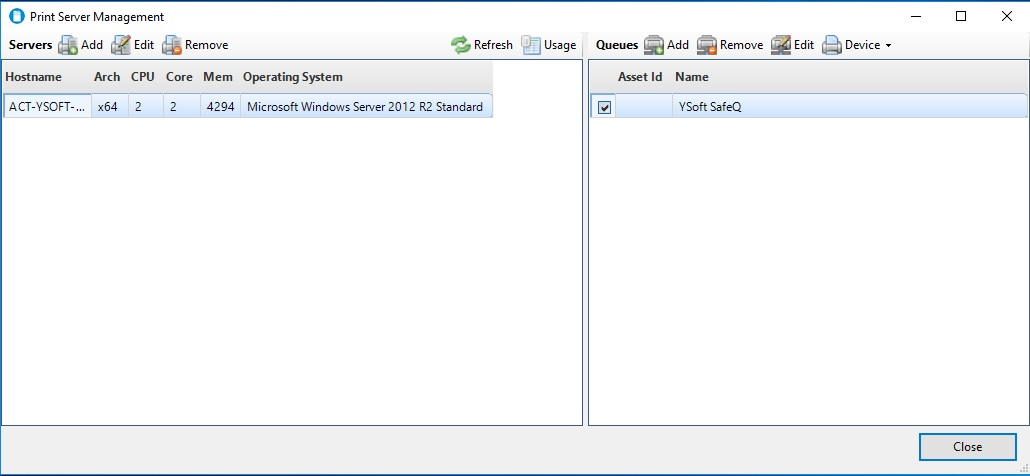 Print Server Management
Servers Add Edit Remove Refresh Usage Queues Add Remove Edit Device
Hostname Arch CPU Core Mem Operating System Asset Id Name
ACT-YSOFT-... x64 2 2 4294 Microsoft Windows Server 2012 R2 Standard YSoft SafeQ
Close